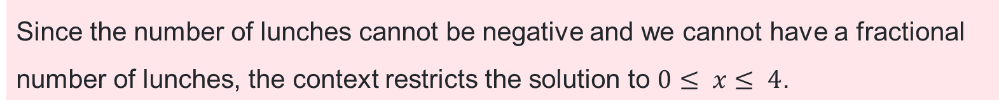 Since the number of lunches cannot be negative and we cannot have a fractional
number of lunches, the context restricts the solution to 0 ≤ x ≤ 4.